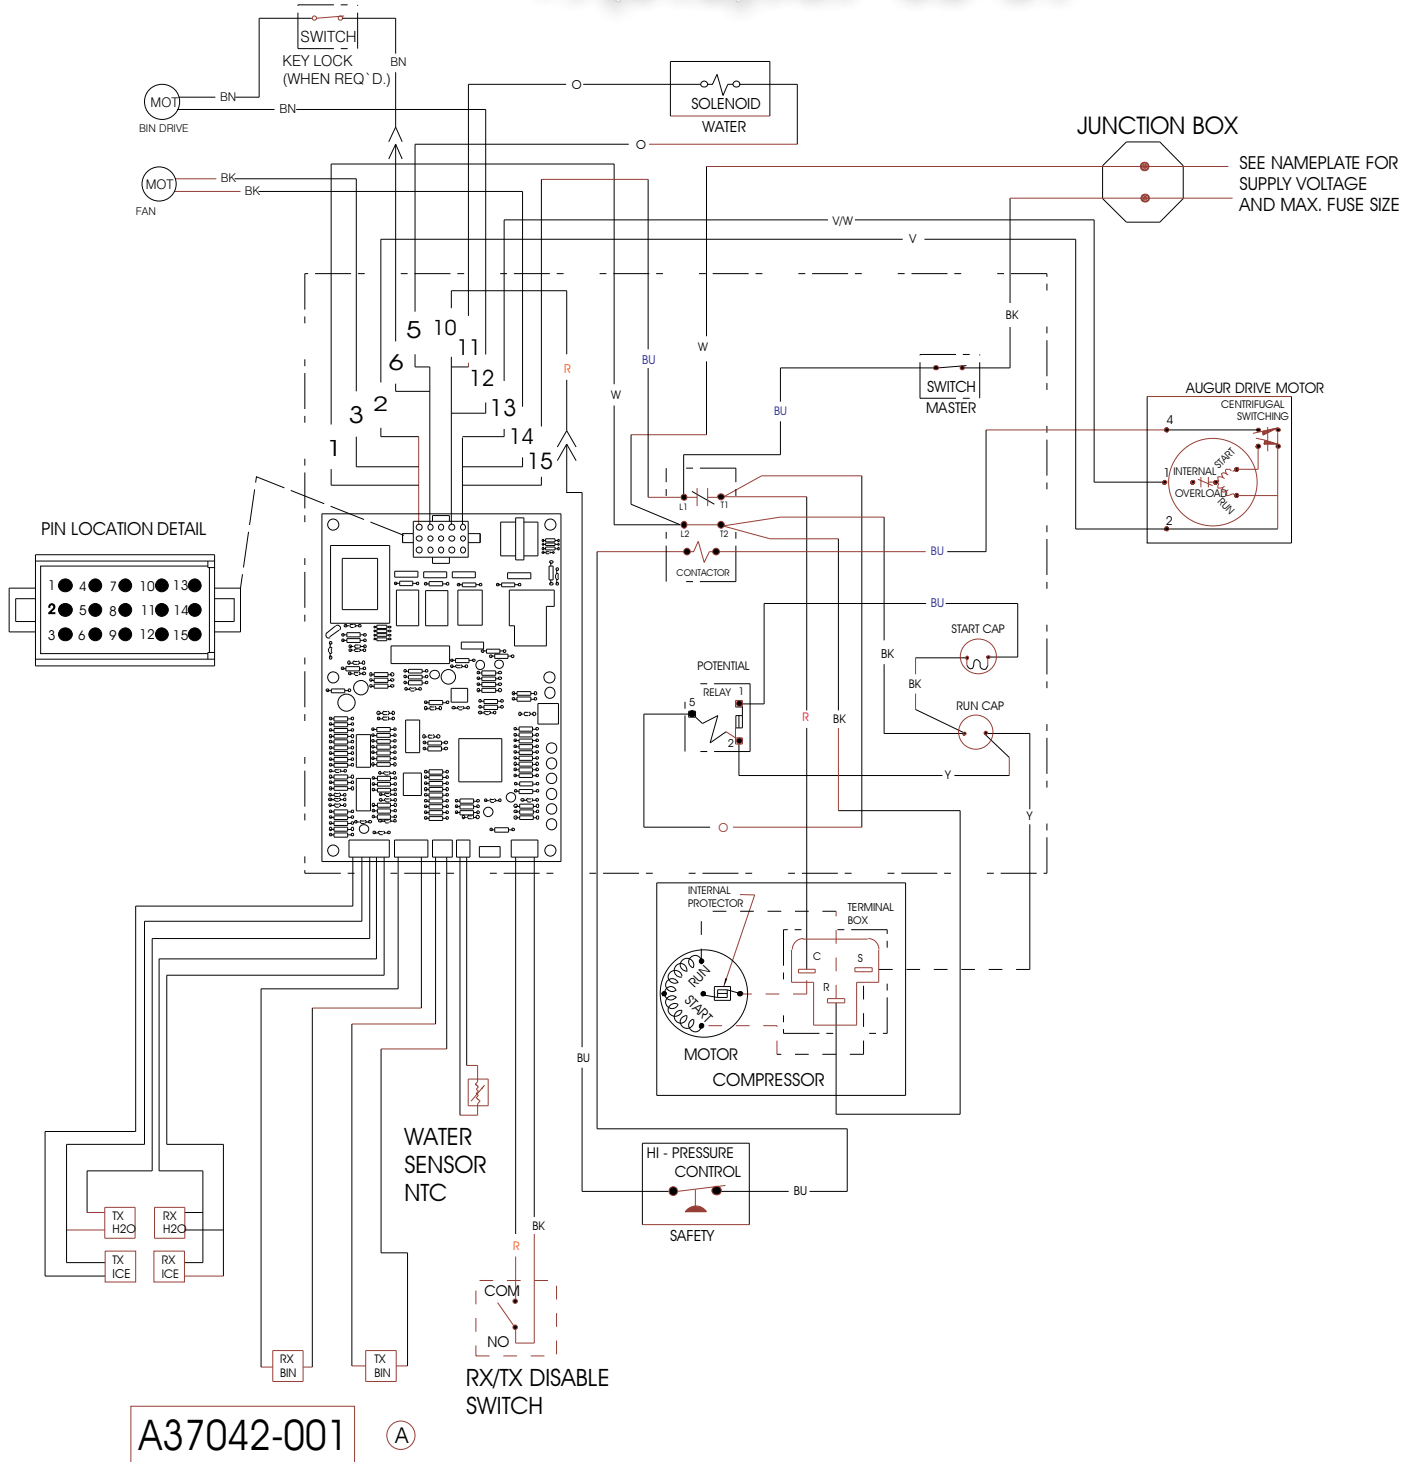 SWITCH
KEY LOCK
(WHEN REQ`D.)
BN
MOT
BN
BN
BIN DRIVE
MOT
BK
BK
FAN
O
SOLENOID
WATER
O
JUNCTION BOX
SEE NAMEPLATE FOR
SUPPLY VOLTAGE
AND MAX. FUSE SIZE
V/W
V
BK
5
10
11
6
12
2
13
3
14
1
15
R
W
BU
W
BU
SWITCH
MASTER
AUGUR DRIVE MOTOR
CENTRIFUGAL
SWITCHING
4
1
INTERNAL
OVERLOAD
START
RUN
2
L1
T1
L2
T2
CONTACTOR
BU
PIN LOCATION DETAIL
1 4 7 10 13
2 5 8 11 14
3 6 9 12 15
BU
START CAP
BK
BK
RUN CAP
POTENTIAL
RELAY
1
5
2
R
BK
Y
Y
O
INTERNAL
PROTECTOR
TERMINAL
BOX
C
S
R
RUN
START
MOTOR
COMPRESSOR
BU
WATER
SENSOR
NTC
HI - PRESSURE
CONTROL
BU
SAFETY
TX
H2O
RX
H2O
TX
ICE
RX
ICE
R
BK
COM
NO
RX/TX DISABLE
SWITCH
RX
BIN
TX
BIN
A37042-001
A